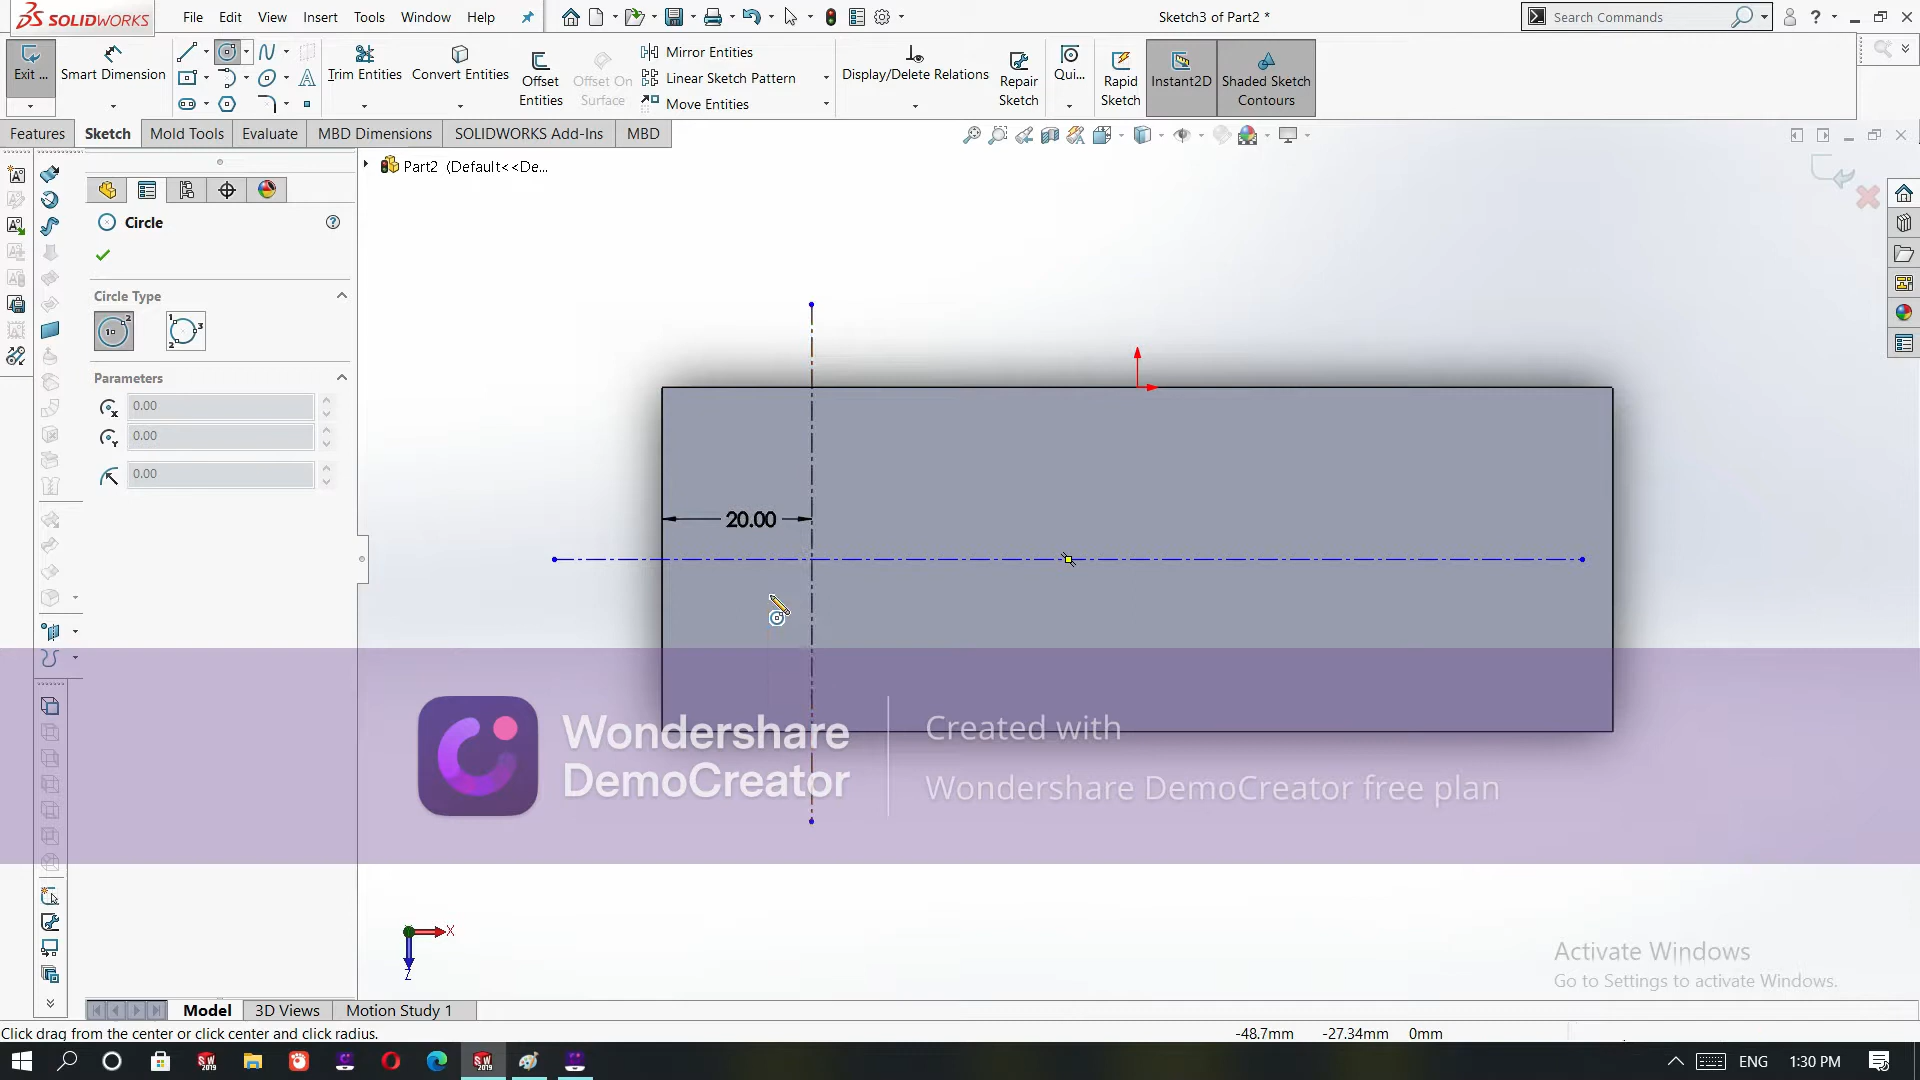 SOLIDWORKS
File Edit View Insert Tools Window Help
Sketch3 of Part2 *
Search Commands
Exit ...
Smart Dimension
Trim Entities
Convert Entities
Offset Entities
Offset On Surface
Mirror Entities
Linear Sketch Pattern
Move Entities
Display/Delete Relations
Repair Sketch
Qui...
Rapid Sketch
Instant2D
Shaded Sketch Contours
Features Sketch Mold Tools Evaluate MBD Dimensions SOLIDWORKS Add-Ins MBD
Part2 (Default<<De...
Circle
Circle Type
Parameters
0.00
0.00
0.00
20.00
Wondershare DemoCreator
Created with
Wondershare DemoCreator free plan
X
Z
Activate Windows
Go to Settings to activate Windows.
Model 3D Views Motion Study 1
Click drag from the center or click center and click radius.
-48.7mm -27.34mm 0mm
ENG 1:30 PM